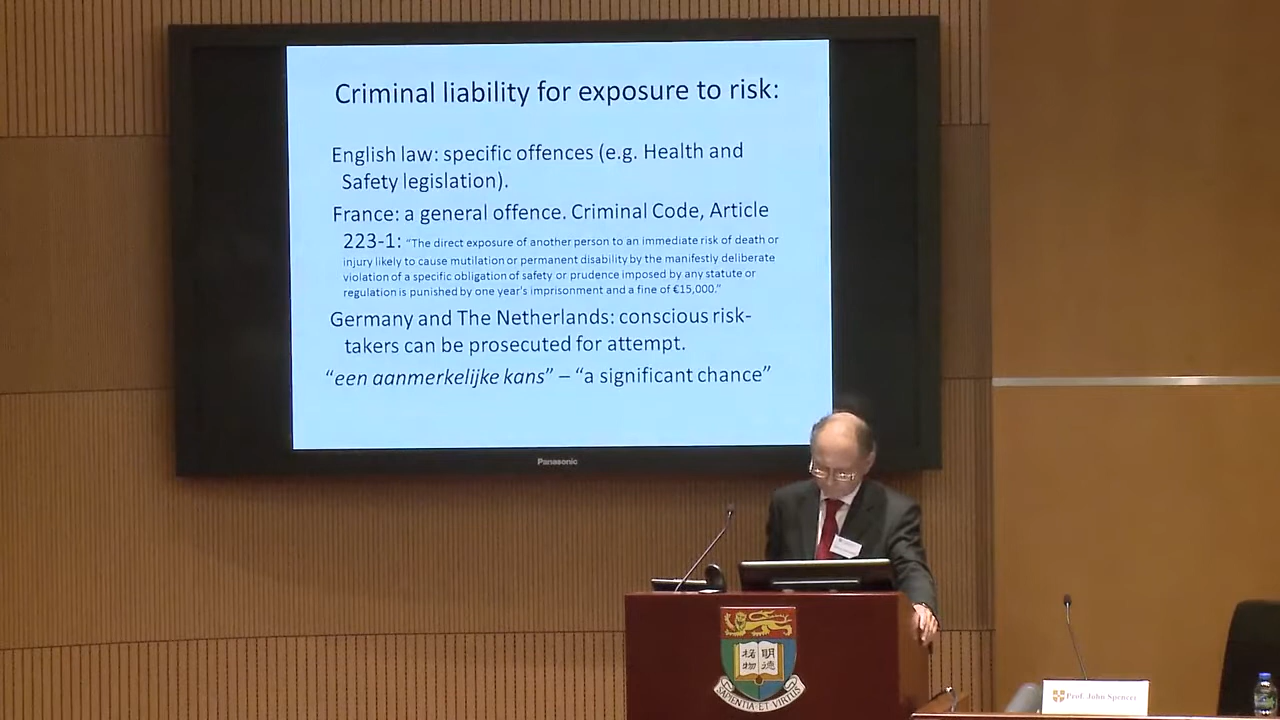 Criminal liability for exposure to risk:
English law: specific offences (e.g. Health and
Safety legislation).
France: a general offence. Criminal Code, Article
223-1: “The direct exposure of another person to an immediate risk of death or
injury likely to cause mutilation or permanent disability by the manifestly deliberate
violation of a specific obligation of safety or prudence imposed by any statute or
regulation is punished by one year's imprisonment and a fine of €15,000.”
Germany and The Netherlands: conscious risk-
takers can be prosecuted for attempt.
“een aanmerkelijke kans” – “a significant chance”
Panasonic
明德
格物
SAPIENTIA ET VIRTUS
Prof. John Spencer